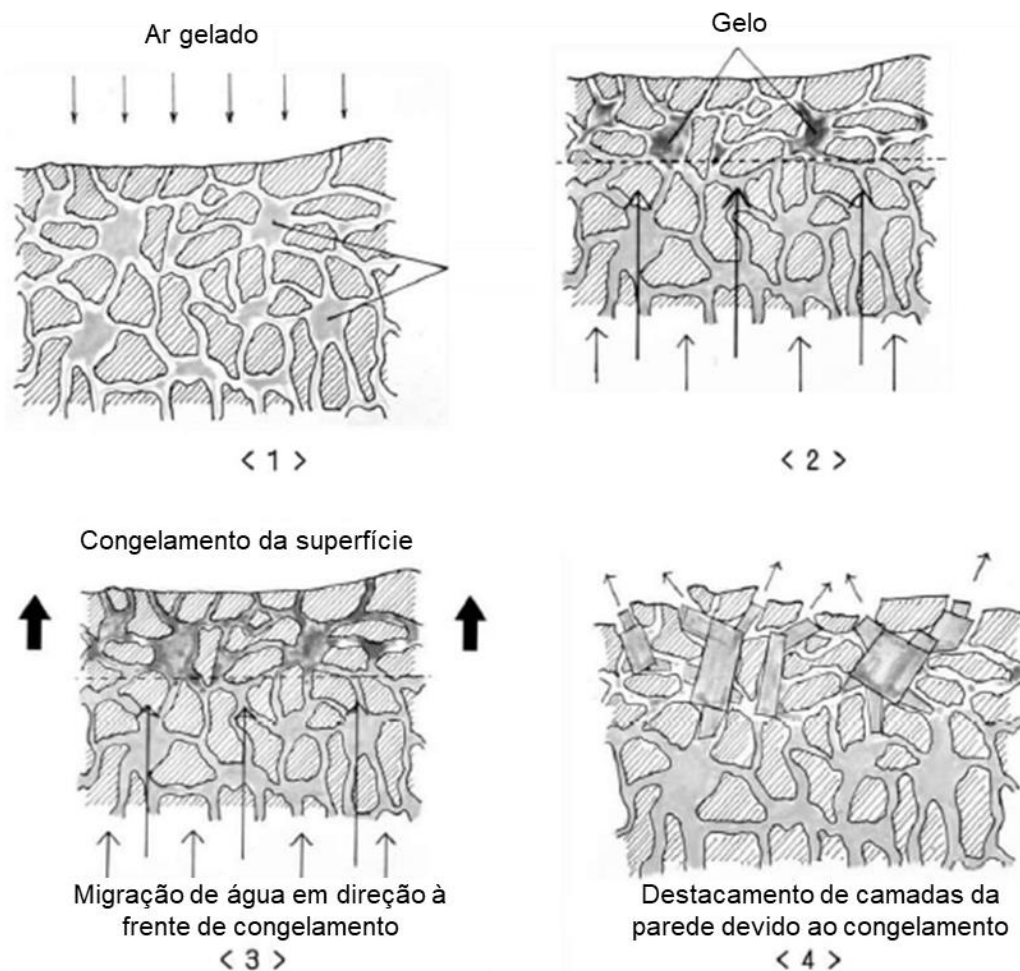 Ar gelado
Gelo
< 1 >
< 2 >
Congelamento da superfície
Migração de água em direção à
frente de congelamento
< 3 >
Destacamento de camadas da
parede devido ao congelamento
< 4 >